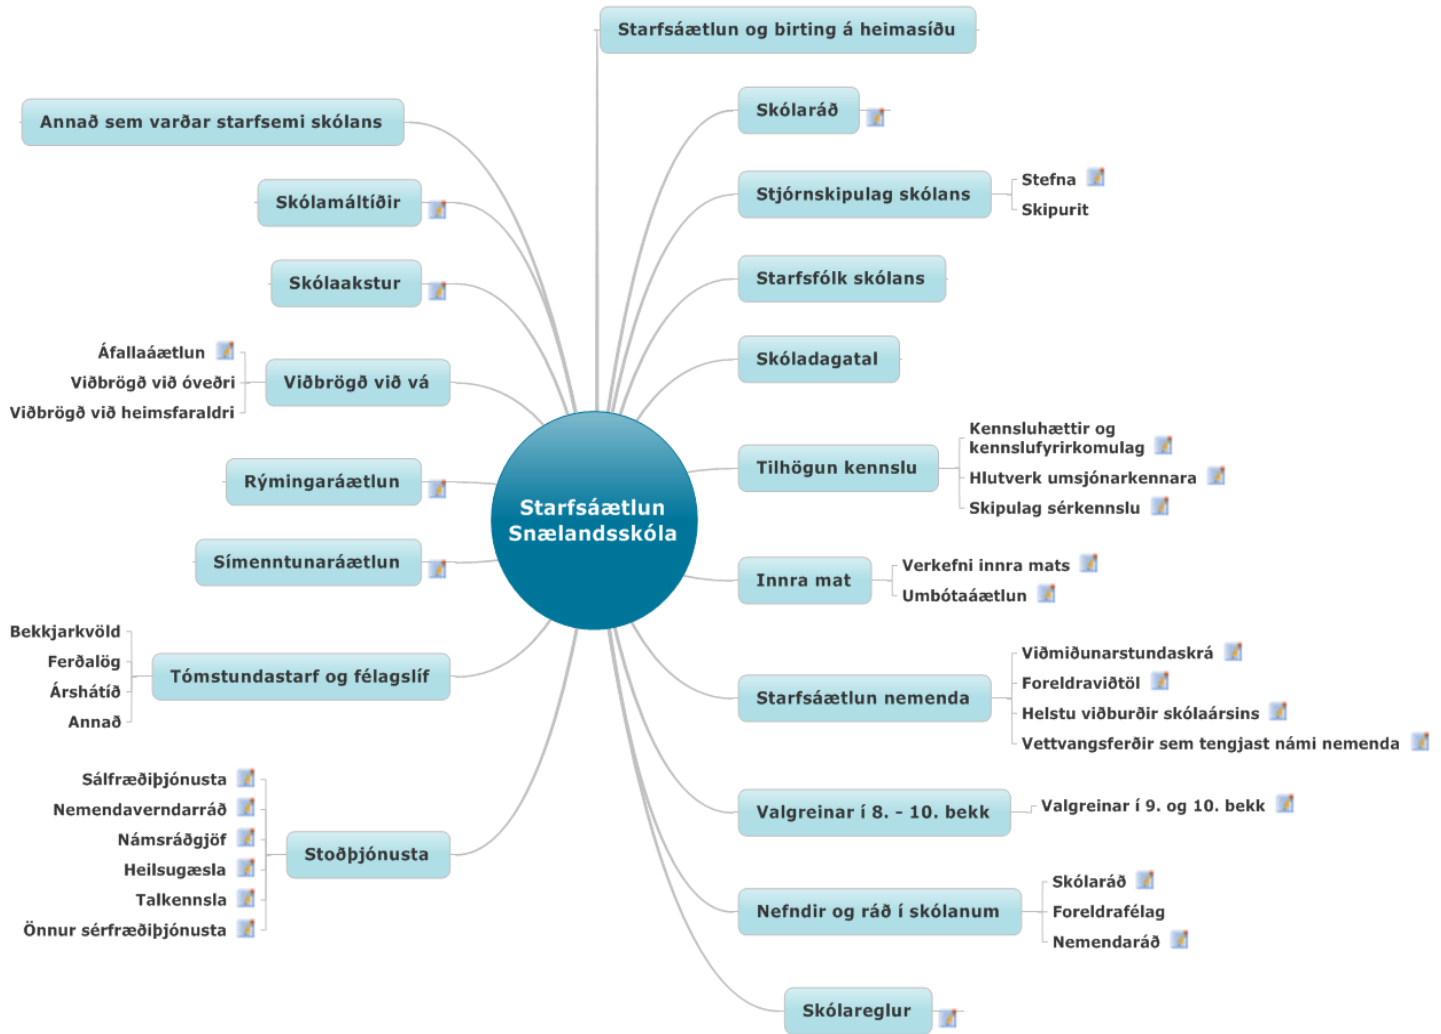 Starfsáætlun og birting á heimasíðu
Skólaráð
Stjórnskipulag skólans
Stefna
Skipurit
Starfsfólk skólans
Skóladagatal
Tilhögun kennslu
Kennsluhættir og
kennslufyrirkomulag
Hlutverk umsjónarkennara
Skipulag sérkennslu
Innra mat
Verkefni innra mats
Umbótaáætlun
Starfsáætlun nemenda
Viðmiðunarstundaskrá
Foreldraviðtöl
Helstu viðburðir skólaársins
Vettvangsferðir sem tengjast námi nemenda
Valgreinar í 8. - 10. bekk
Valgreinar í 9. og 10. bekk
Nefndir og ráð í skólanum
Skólaráð
Foreldrafélag
Nemendaráð
Skólareglur
Starfsáætlun
Snælandsskóla
Annað sem varðar starfsemi skólans
Skólamáltíðir
Skólaakstur
Viðbrögð við vá
Áfallaáætlun
Viðbrögð við óveðri
Viðbrögð við heimsfaraldri
Rýmingaráætlun
Símenntunaráætlun
Tómstundastarf og félagslíf
Bekkjarkvöld
Ferðalög
Árshátíð
Annað
Stoðþjónusta
Sálfræðiþjónusta
Nemendaverndarráð
Námsráðgjöf
Heilsugæsla
Talkennsla
Önnur sérfræðiþjónusta